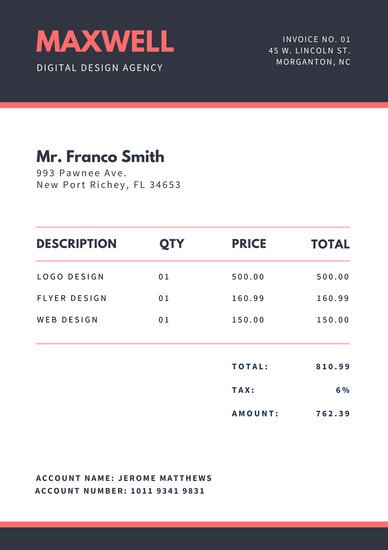 MAXWELL
DIGITAL DESIGN AGENCY
INVOICE NO. 01
45 W. LINCOLN ST.
MORGANTON, NC
Mr. Franco Smith
993 Pawnee Ave.
New Port Richey, FL 34653
DESCRIPTION QTY PRICE TOTAL
LOGO DESIGN 01 500.00 500.00
FLYER DESIGN 01 160.99 160.99
WEB DESIGN 01 150.00 150.00
TOTAL: 810.99
TAX: 6%
AMOUNT: 762.39
ACCOUNT NAME: JEROME MATTHEWS
ACCOUNT NUMBER: 1011 9341 9831